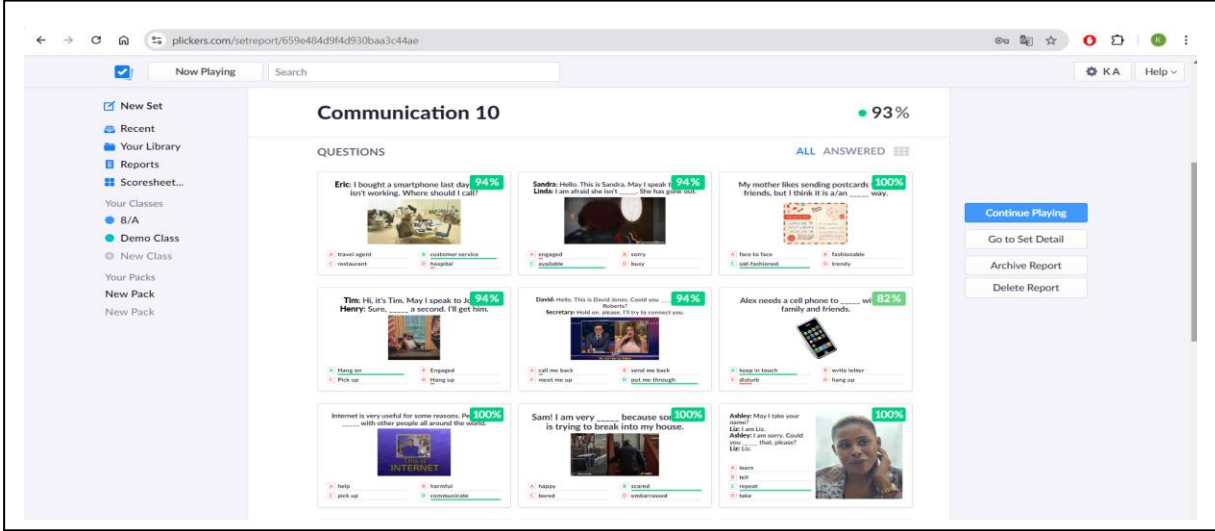 plickers.com/setreport/659e484d9f4d930baa3c44ae
K
Now Playing
Search
K A
Help
New Set
Recent
Your Library
Reports
Scoresheet...
Your Classes
8/A
Demo Class
New Class
Your Packs
New Pack
New Pack
Communication 10
93%
QUESTIONS
ALL ANSWERED
Eric: I bought a smartphone last day
isn't working. Where should I call?
94%
A travel agent
B customer service
C restaurant
D hospital
Sandra: Hello. This is Sandra. May I speak t
Linda: I am afraid she isn't ____. She has gone out.
94%
A engaged
B sorry
C available
D busy
My mother likes sending postcards
friends, but I think it is a/an ____ way.
100%
A face to face
B fashionable
C old-fashioned
D trendy
Tim: Hi, it's Tim. May I speak to Jo
Henry: Sure, ____ a second. I'll get him.
94%
A Hang on
B Engaged
C Pick up
D Hang up
David: Hello. This is David Jones. Could you ____
Roberts?
Secretary: Hold on, please. I'll try to connect you.
94%
A call me back
B send me back
C meet me up
D put me through
Alex needs a cell phone to ____ wi
family and friends.
82%
A keep in touch
B write letter
C disturb
D hang up
Internet is very useful for some reasons. Pe
____ with other people all around the world.
100%
INTERNET
A help
B harmful
C pick up
D communicate
Sam! I am very ____ because so
is trying to break into my house.
100%
A happy
B scared
C bored
D embarrassed
Ashley: May I take your
name?
Liz: I am Liz.
Ashley: I am sorry. Could
you ____ that, please?
Liz: Liz.
100%
A learn
B tell
C repeat
D take
Continue Playing
Go to Set Detail
Archive Report
Delete Report